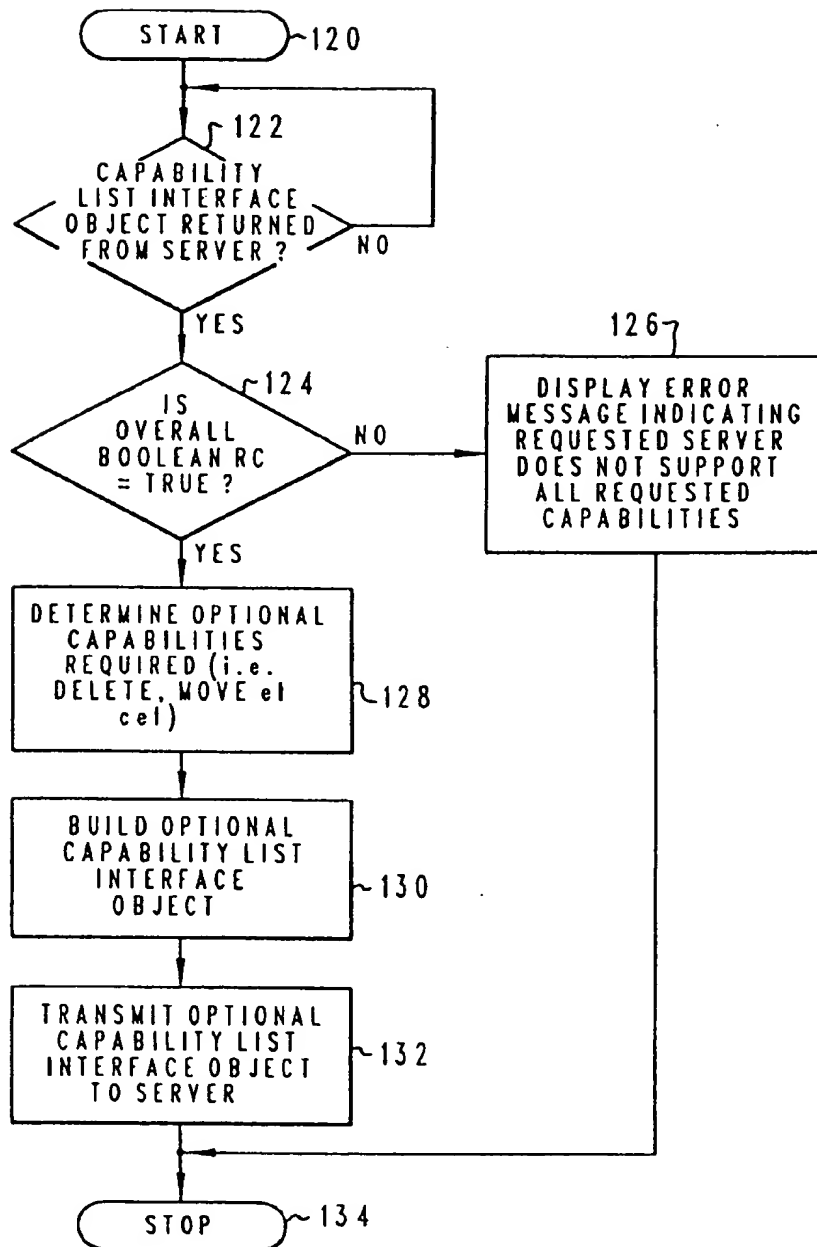 START
120
122
CAPABILITY
LIST INTERFACE
OBJECT RETURNED
FROM SERVER ?
NO
YES
124
IS
OVERALL
BOOLEAN RC
= TRUE ?
NO
YES
126
DISPLAY ERROR
MESSAGE INDICATING
REQUESTED SERVER
DOES NOT SUPPORT
ALL REQUESTED
CAPABILITIES
DETERMINE OPTIONAL
CAPABILITIES
REQUIRED (i.e.
DELETE, MOVE et
cet)
128
BUILD OPTIONAL
CAPABILITY LIST
INTERFACE
OBJECT
130
TRANSMIT OPTIONAL
CAPABILITY LIST
INTERFACE OBJECT
TO SERVER
132
STOP
134